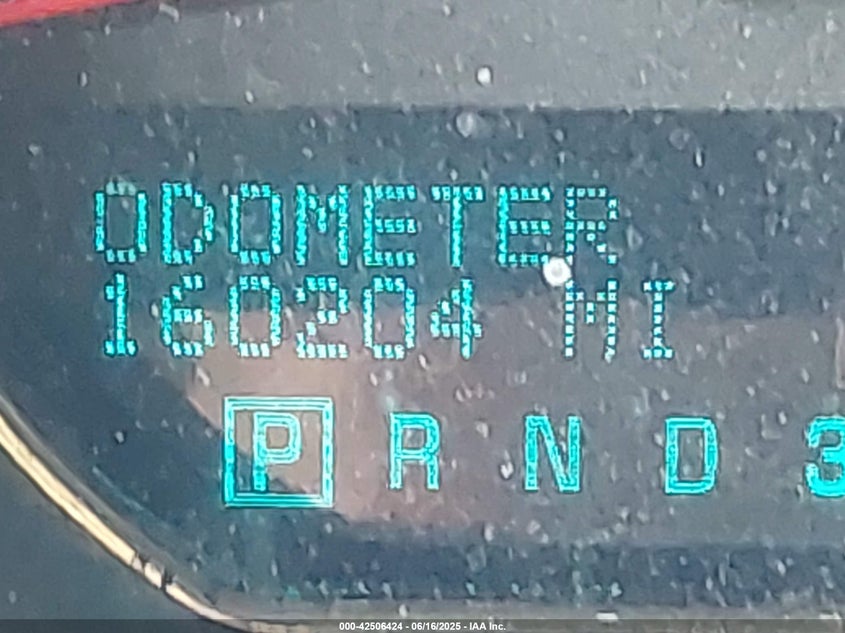 ODOMETER
160204 MI
P R N D 3
000-42506424 - 06/16/2025 - IAA Inc.